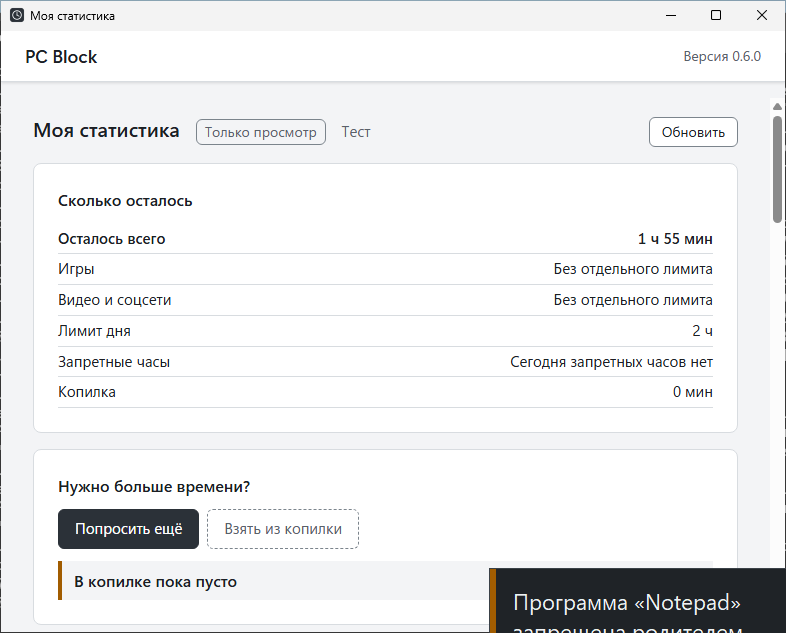 Моя статистика
PC Block
Версия 0.6.0
Моя статистика
Только просмотр
Тест
Обновить
Сколько осталось
Осталось всего 1 ч 55 мин
Игры Без отдельного лимита
Видео и соцсети Без отдельного лимита
Лимит дня 2 ч
Запретные часы Сегодня запретных часов нет
Копилка 0 мин
Нужно больше времени?
Попросить ещё
Взять из копилки
В копилке пока пусто
Программа «Notepad»
запрещена родителем